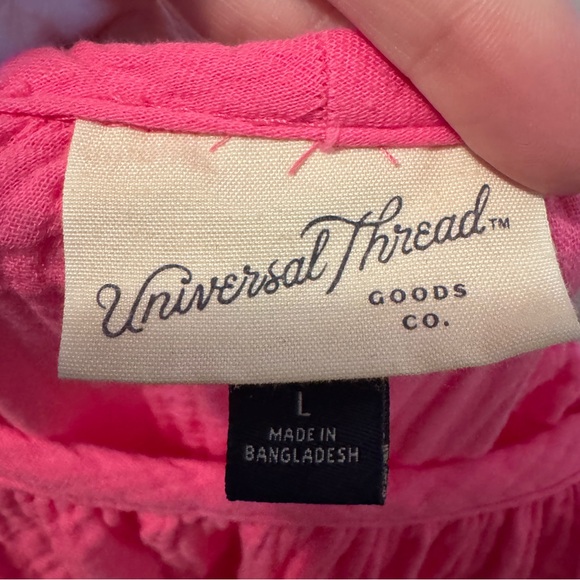 Universal Thread™
GOODS
CO.
L
MADE IN
BANGLADESH